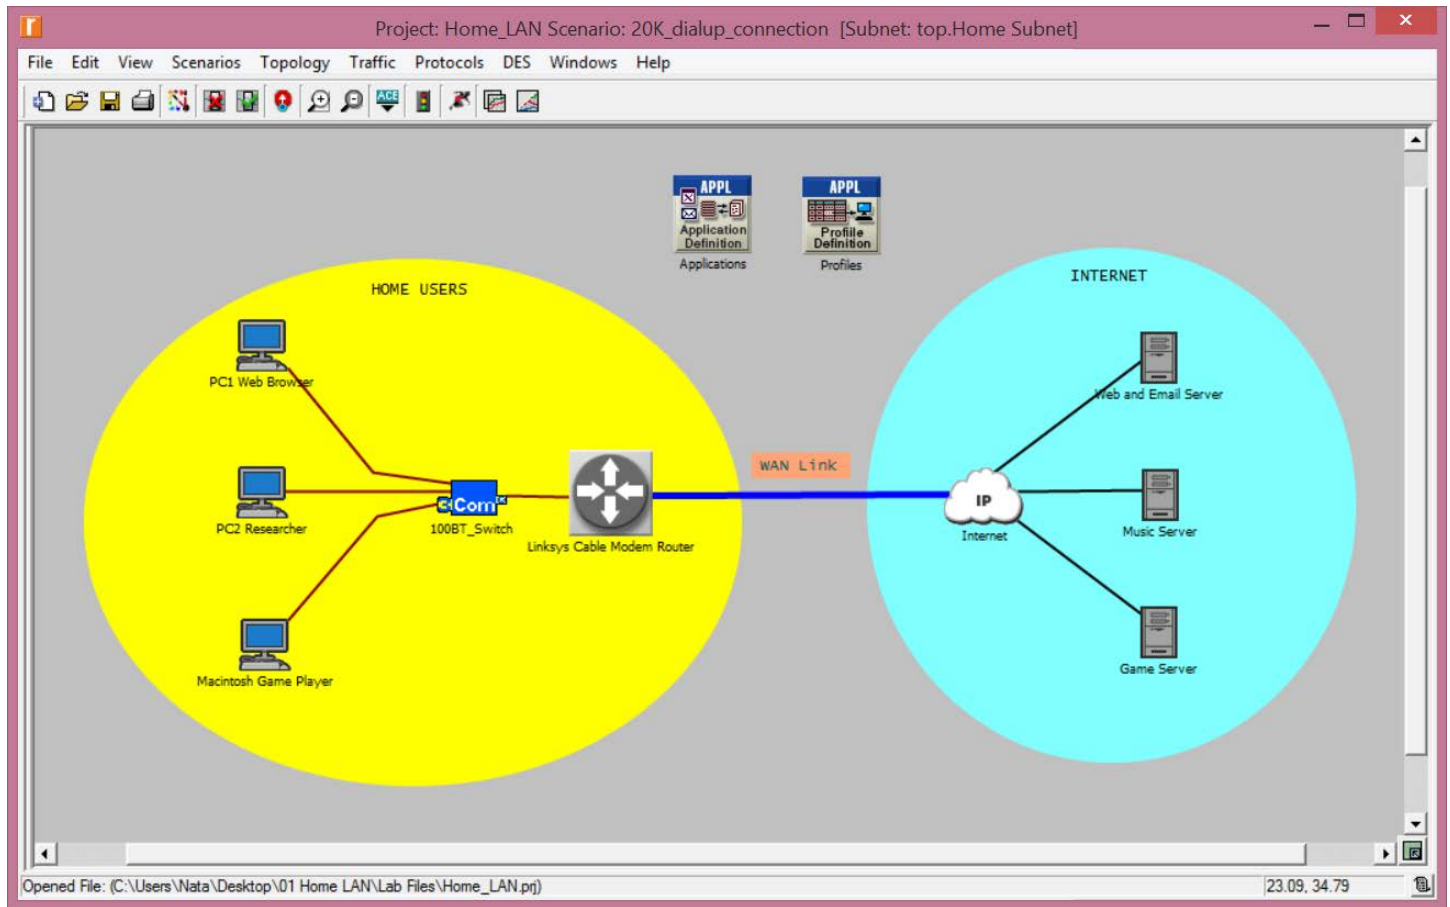 Project: Home_LAN Scenario: 20K_dialup_connection [Subnet: top.Home Subnet]
File Edit View Scenarios Topology Traffic Protocols DES Windows Help
ACE
APPL
Application
Definition
Applications
APPL
Profiile
Definition
Profiles
HOME USERS
INTERNET
PC1 Web Browser
Web and Email Server
WAN Link
PC2 Researcher
Com
100BT_Switch
Linksys Cable Modem Router
IP
Internet
Music Server
Macintosh Game Player
Game Server
Opened File: (C:\Users\Nata\Desktop\01 Home LAN\Lab Files\Home_LAN.prj)
23.09, 34.79